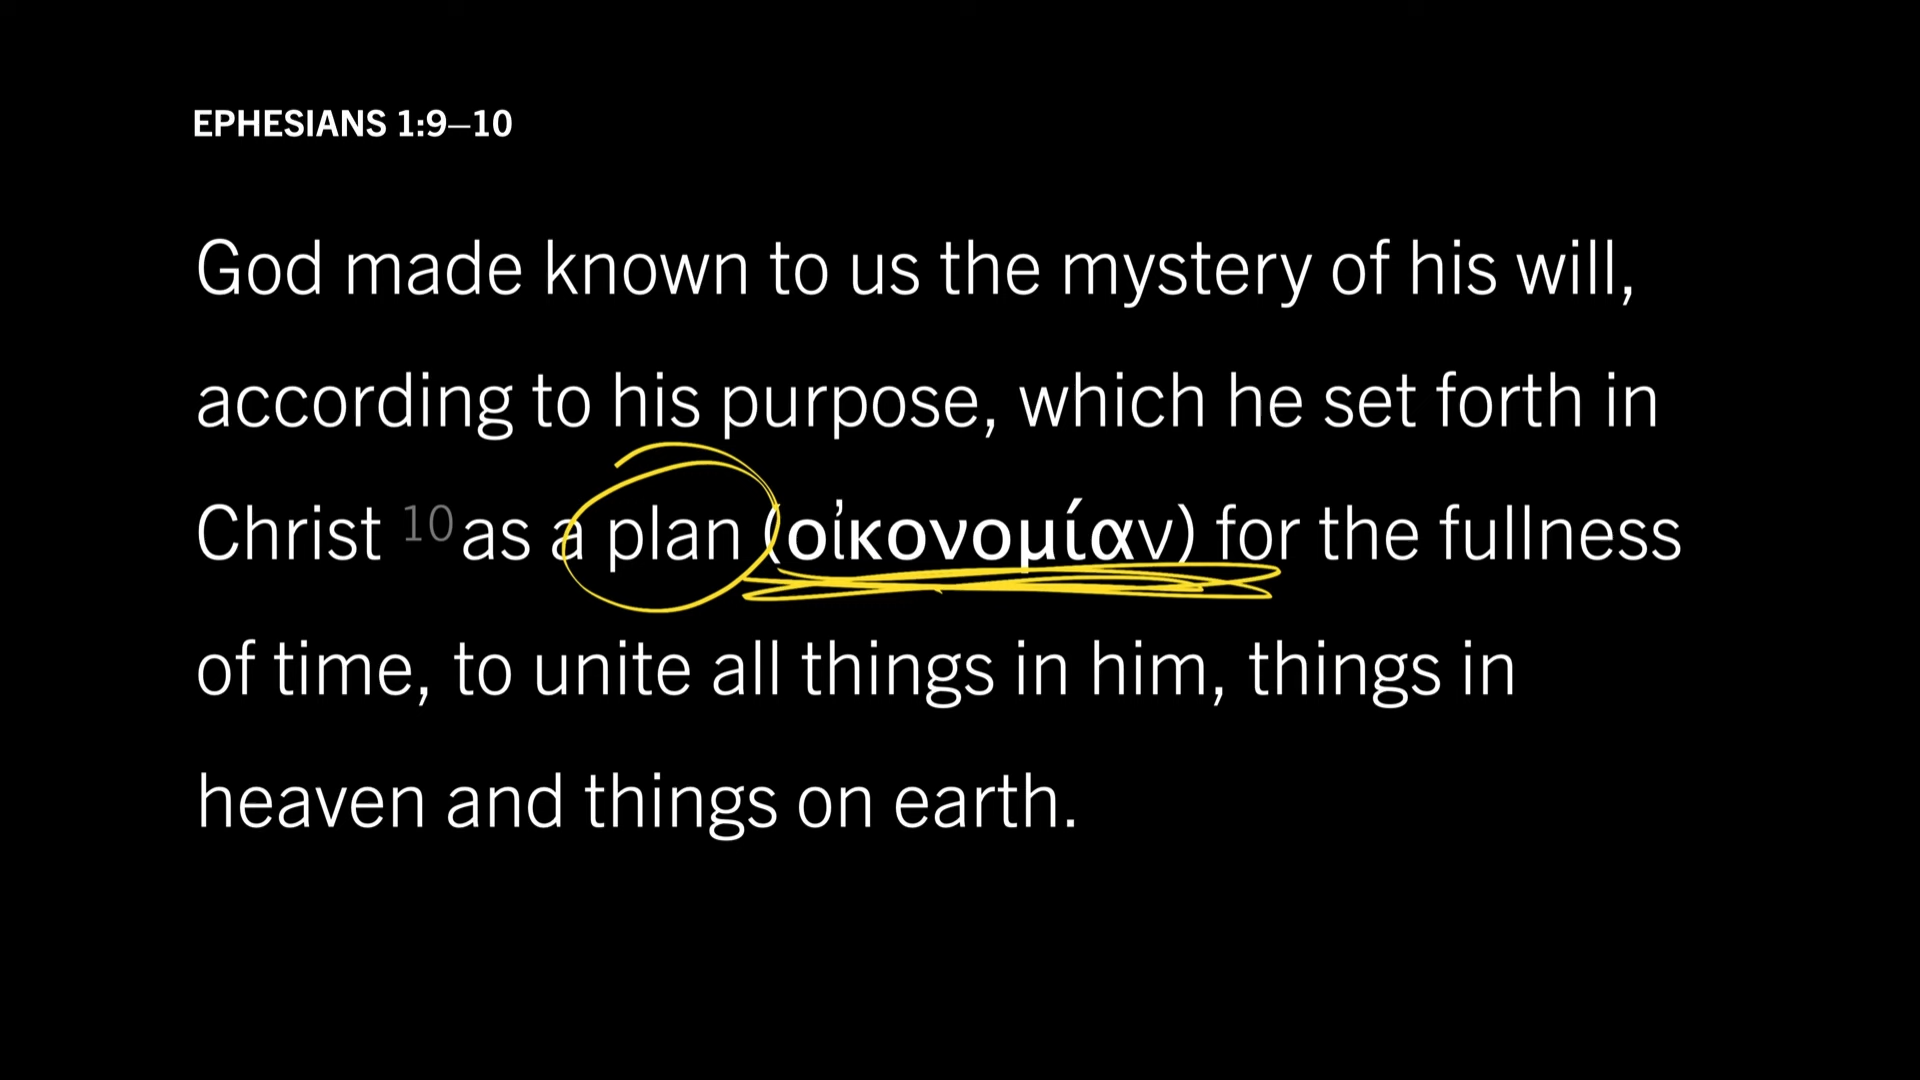 EPHESIANS 1:9–10
God made known to us the mystery of his will,
according to his purpose, which he set forth in
Christ 10 as a plan (οἰκονομίαν) for the fullness
of time, to unite all things in him, things in
heaven and things on earth.